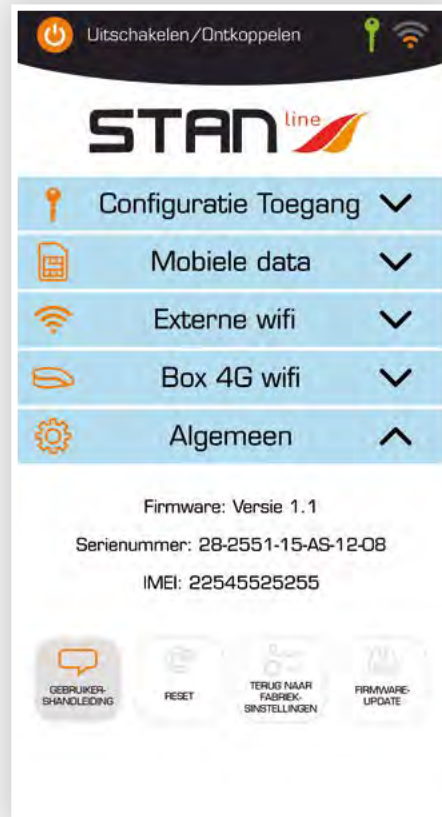 Uitschakelen/Ontkoppelen
STAN line
Configuratie Toegang
Mobiele data
Externe wifi
Box 4G wifi
Algemeen
Firmware: Versie 1.1
Serienummer: 28-2551-15-AS-12-08
IMEI: 22545525255
GEBRUIKER-
SHANDLEIDING
RESET
TERUG NAAR
FABRIEK-
SINSTELLINGEN
FIRMWARE-
UPDATE